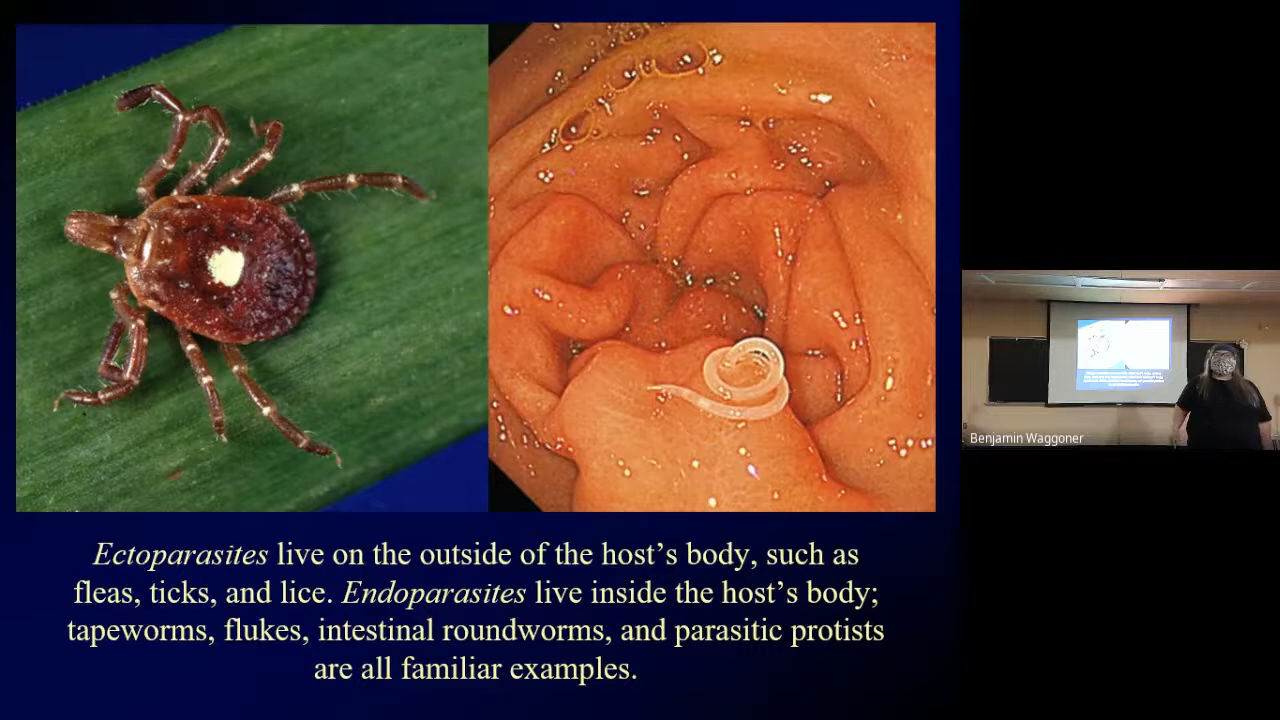 Ectoparasites live on the outside of the host’s body, such as
fleas, ticks, and lice. Endoparasites live inside the host’s body;
tapeworms, flukes, intestinal roundworms, and parasitic protists
are all familiar examples.
Benjamin Waggoner